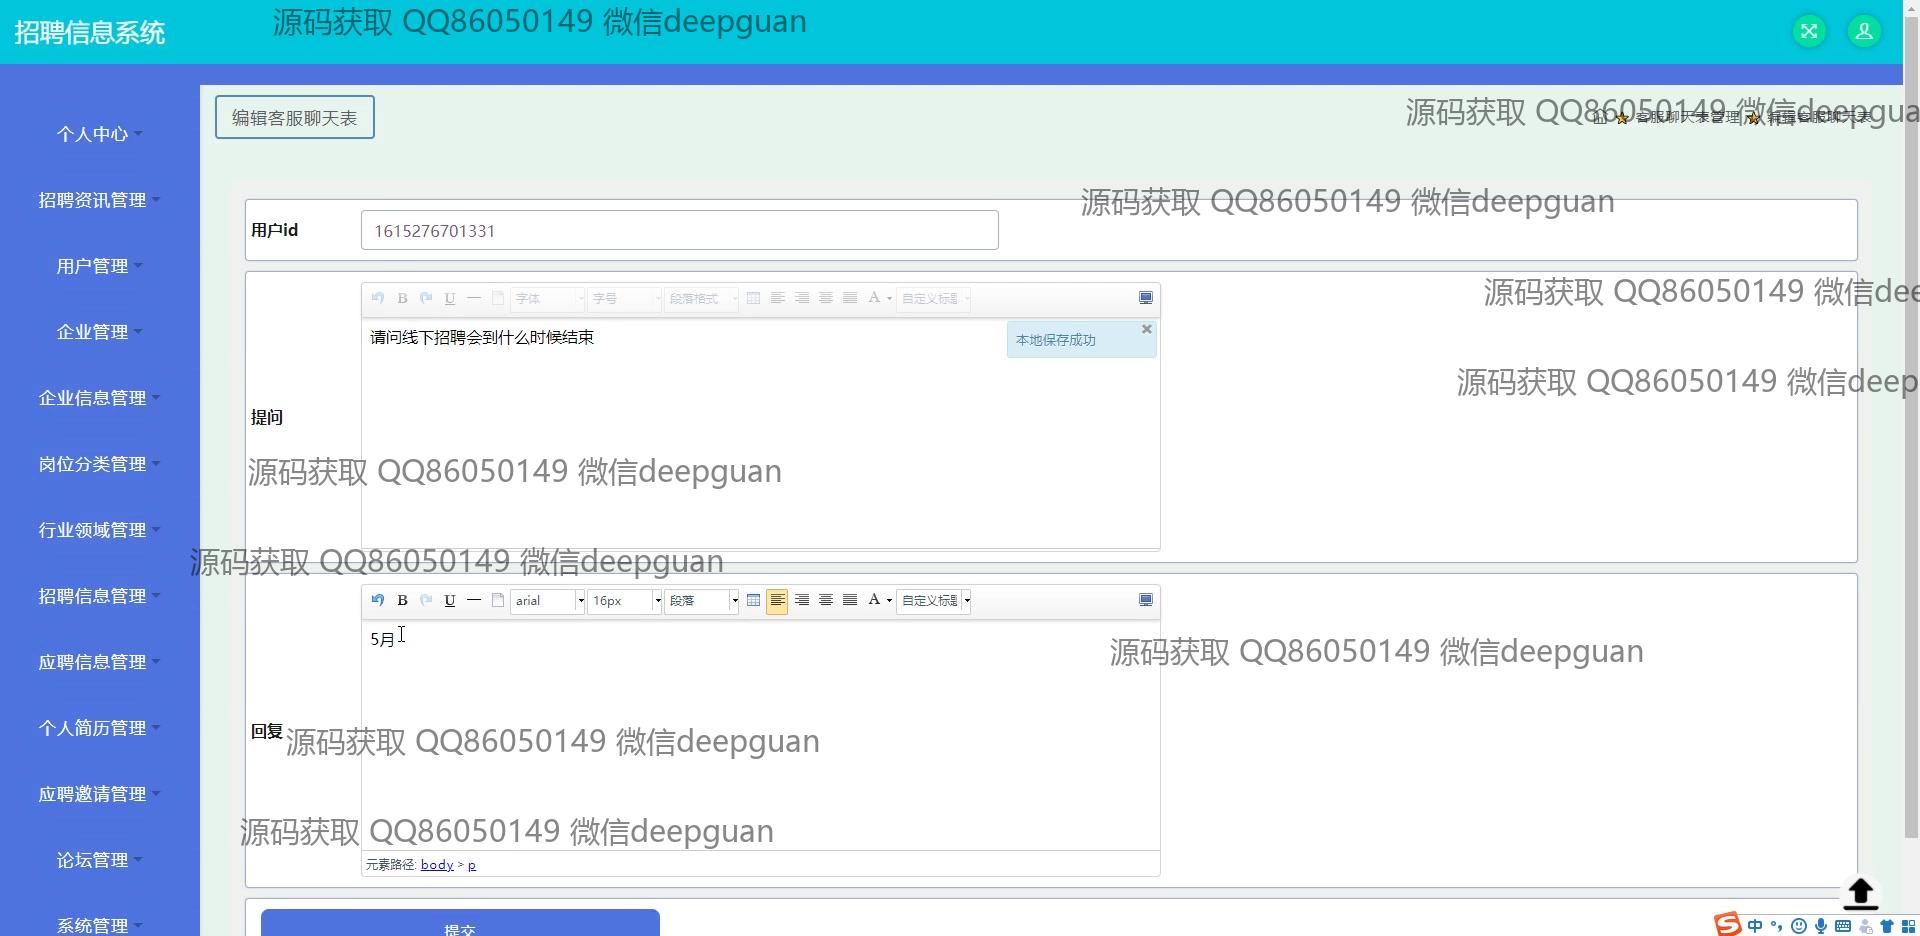 招聘信息系统
源码获取 QQ86050149 微信deepguan
个人中心
招聘资讯管理
用户管理
企业管理
企业信息管理
岗位分类管理
行业领域管理
招聘信息管理
应聘信息管理
个人简历管理
应聘邀请管理
论坛管理
系统管理
编辑客服聊天表
源码获取 QQ86050149 微信deepgua
客服聊天表管理 编辑客服聊天表
源码获取 QQ86050149 微信deepguan
用户id
1615276701331
源码获取 QQ86050149 微信dee
B U 字体 字号 段落格式 A 自定义标题
请问线下招聘会到什么时候结束
本地保存成功
源码获取 QQ86050149 微信deep
提问
源码获取 QQ86050149 微信deepguan
源码获取 QQ86050149 微信deepguan
B U arial 16px 段落 A 自定义标题
5月
源码获取 QQ86050149 微信deepguan
回复
源码获取 QQ86050149 微信deepguan
源码获取 QQ86050149 微信deepguan
元素路径: body > p
提交
S 中